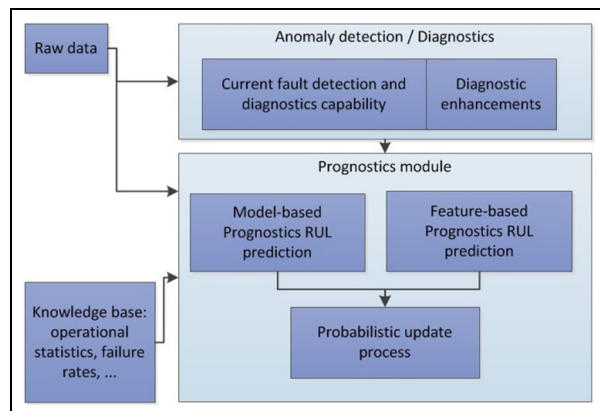 Raw data
Anomaly detection / Diagnostics
Current fault detection and
diagnostics capability
Diagnostic
enhancements
Prognostics module
Model-based
Prognostics RUL
prediction
Feature-based
Prognostics RUL
prediction
Knowledge base:
operational
statistics, failure
rates, ...
Probabilistic update
process